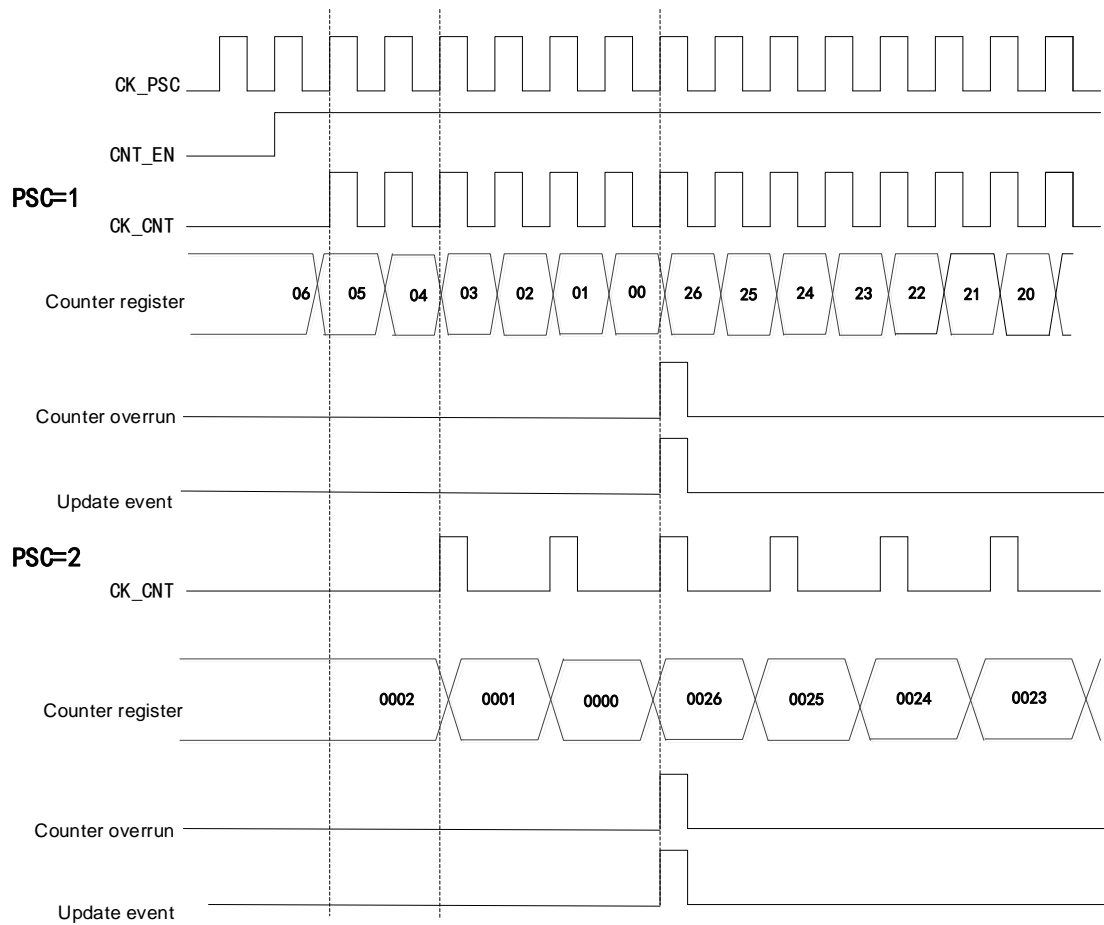 CK_PSC
CNT_EN
PSC=1
CK_CNT
Counter register 06 05 04 03 02 01 00 26 25 24 23 22 21 20
Counter overrun
Update event
PSC=2
CK_CNT
Counter register 0002 0001 0000 0026 0025 0024 0023
Counter overrun
Update event